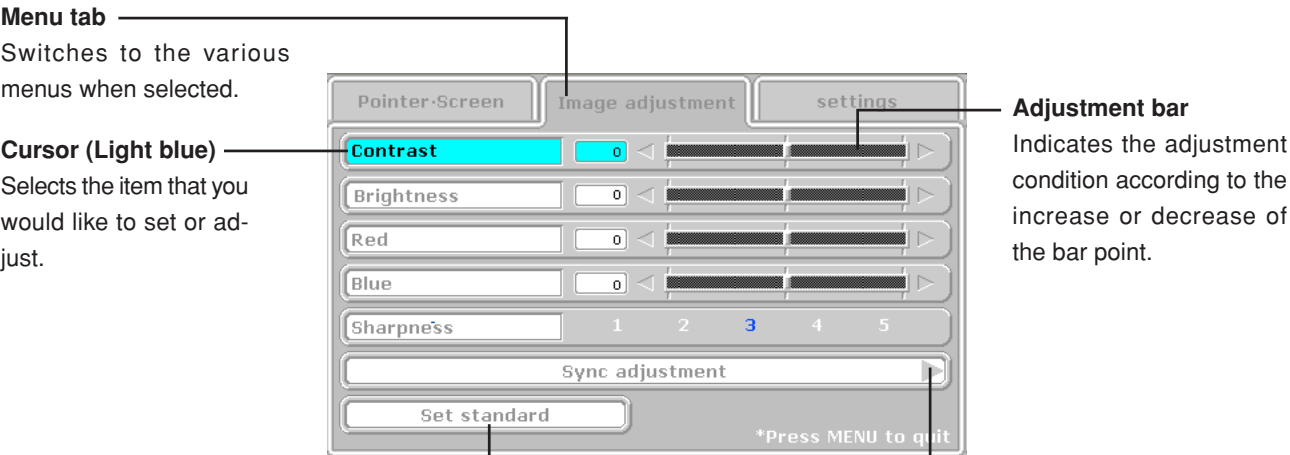 Menu tab
Switches to the various
menus when selected.
Cursor (Light blue)
Selects the item that you
would like to set or ad-
just.
Pointer·Screen
Image adjustment
settings
Contrast 0
Brightness 0
Red 0
Blue 0
Sharpness 1 2 3 4 5
Sync adjustment
Set standard
*Press MENU to quit
Adjustment bar
Indicates the adjustment
condition according to the
increase or decrease of
the bar point.